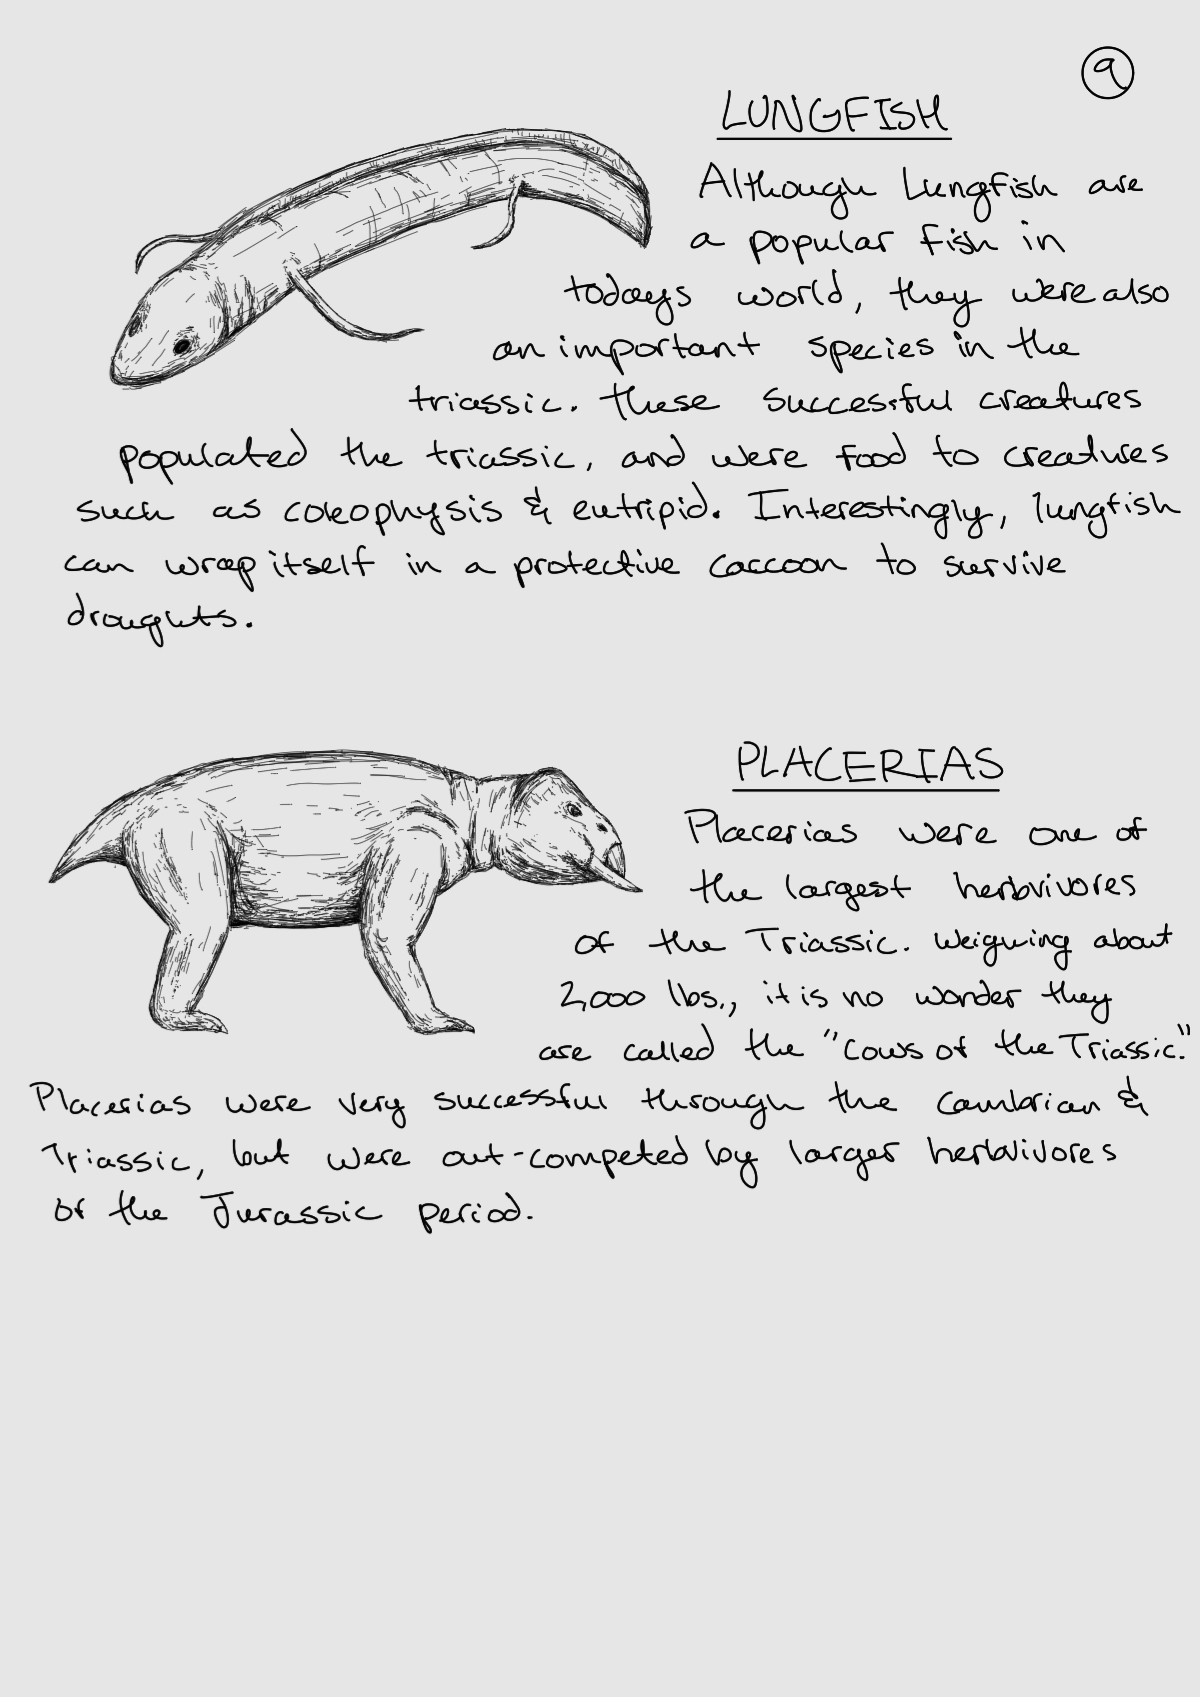 9
LUNGFISH
Although Lungfish are
a popular fish in
todays world, they were also
an important species in the
triassic. these successful creatures
populated the triassic, and were food to creatures
such as coleophysis & eutripid. Interestingly, lungfish
can wrap itself in a protective caccoon to survive
droughts.
PLACERIAS
Placerias were one of
the largest herbvivores
of the Triassic. Weighing about
2,000 lbs., it is no wonder they
are called the "Cows of the Triassic."
Placerias were very successful through the Cambrian &
Triassic, but were out-competed by larger herbvivores
of the Jurassic period.